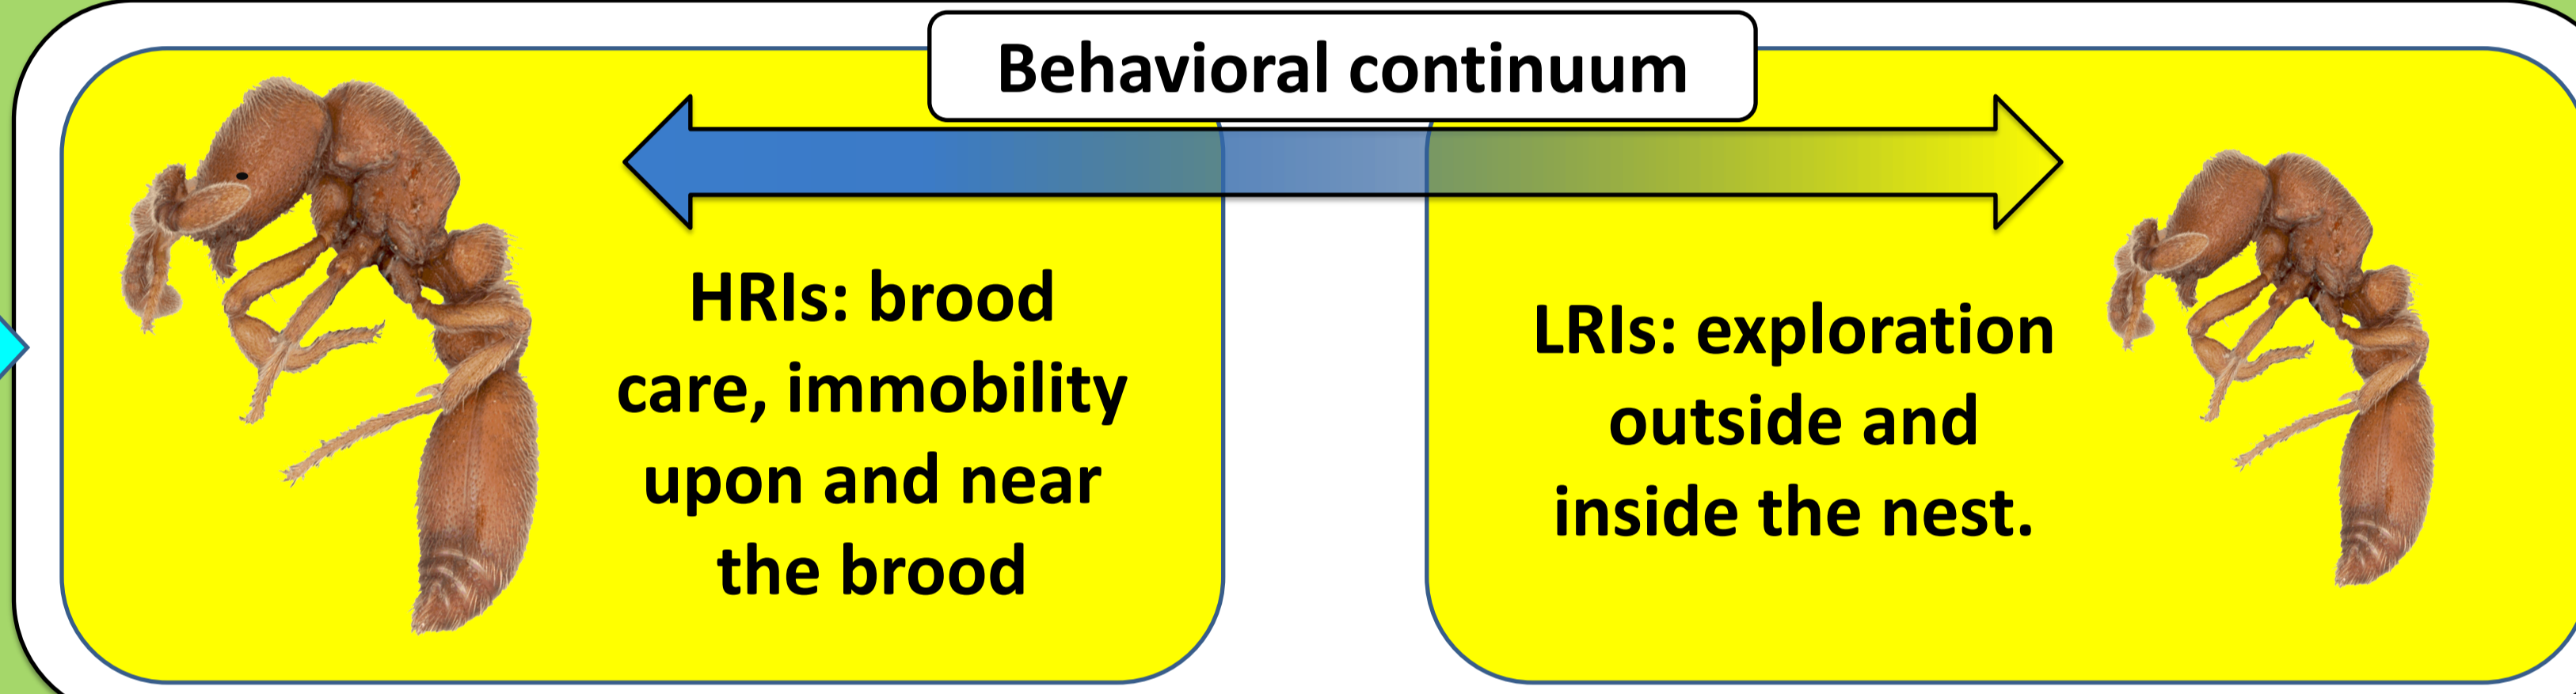 Behavioral continuum
HRIs: brood
care, immobility
upon and near
the brood
LRIs: exploration
outside and
inside the nest.